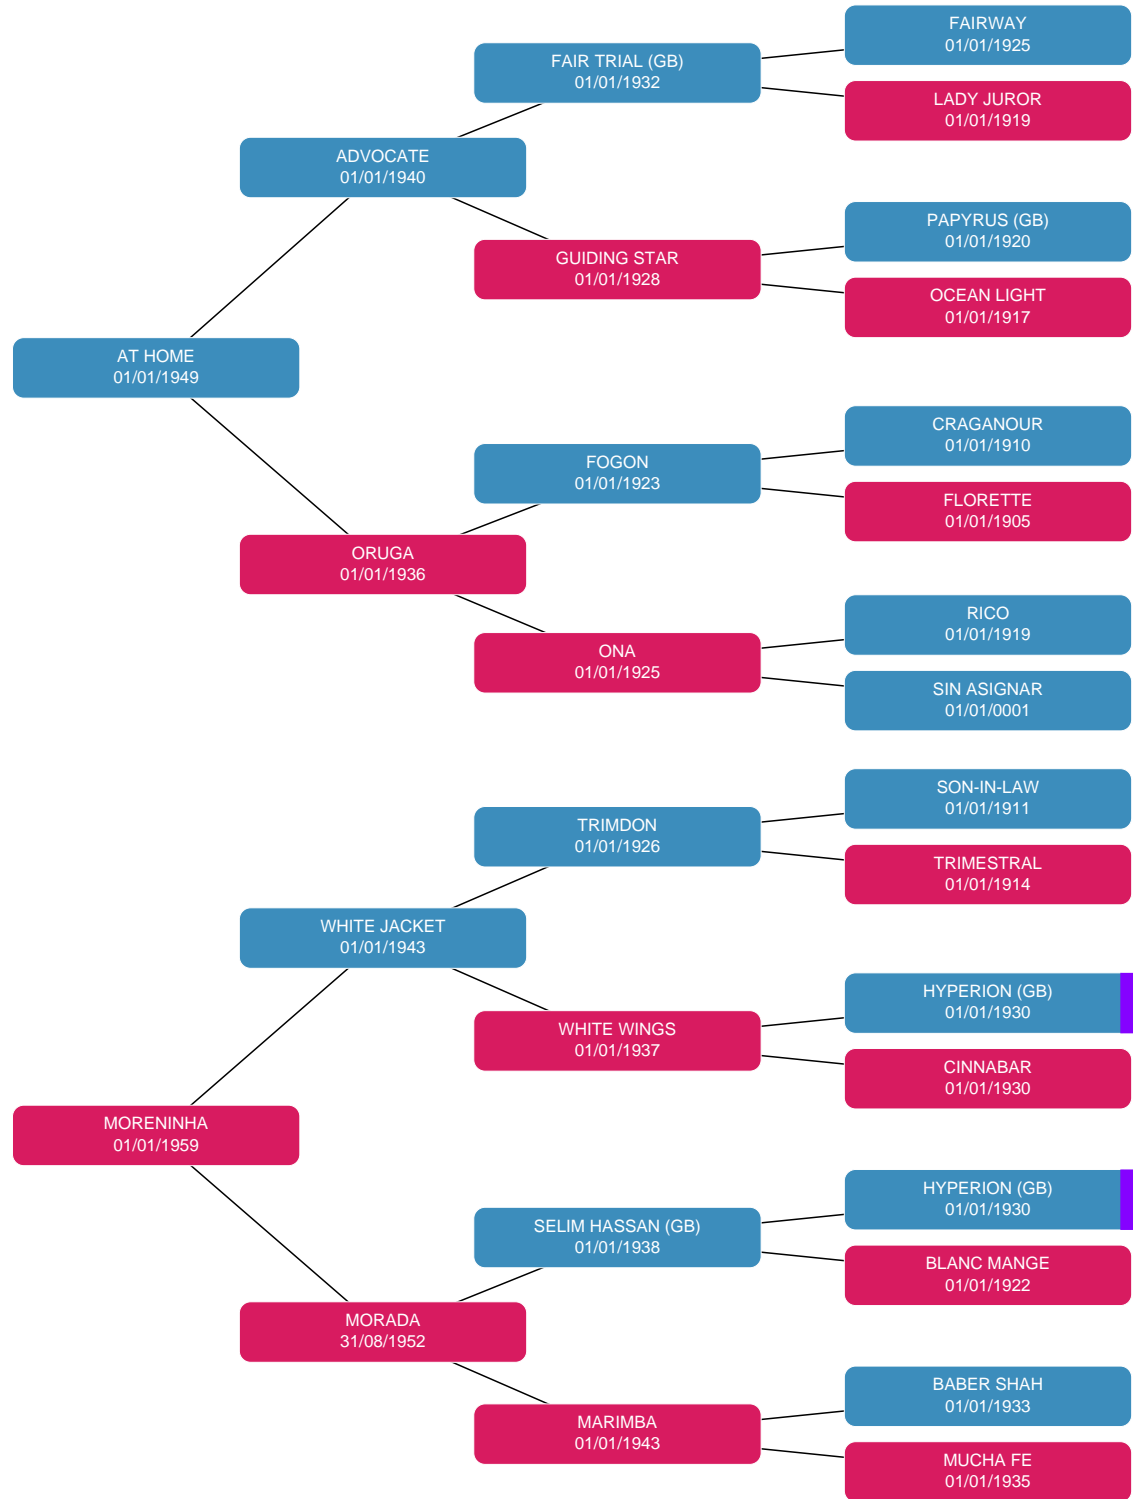 FAIRWAY
01/01/1925
FAIR TRIAL (GB)
01/01/1932
LADY JUROR
01/01/1919
ADVOCATE
01/01/1940
PAPYRUS (GB)
01/01/1920
GUIDING STAR
01/01/1928
OCEAN LIGHT
01/01/1917
AT HOME
01/01/1949
CRAGANOUR
01/01/1910
FOGON
01/01/1923
FLORETTE
01/01/1905
ORUGA
01/01/1936
RICO
01/01/1919
ONA
01/01/1925
SIN ASIGNAR
01/01/0001
SON-IN-LAW
01/01/1911
TRIMDON
01/01/1926
TRIMESTRAL
01/01/1914
WHITE JACKET
01/01/1943
HYPERION (GB)
01/01/1930
WHITE WINGS
01/01/1937
CINNABAR
01/01/1930
MORENINHA
01/01/1959
HYPERION (GB)
01/01/1930
SELIM HASSAN (GB)
01/01/1938
BLANC MANGE
01/01/1922
MORADA
31/08/1952
BABER SHAH
01/01/1933
MARIMBA
01/01/1943
MUCHA FE
01/01/1935